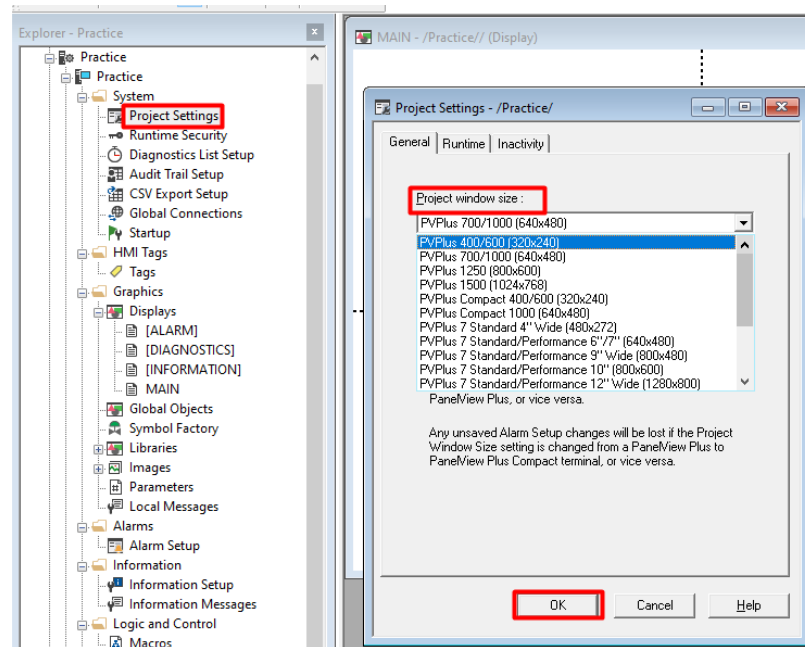 Explorer - Practice
Practice
Practice
System
Project Settings
Runtime Security
Diagnostics List Setup
Audit Trail Setup
CSV Export Setup
Global Connections
Startup
HMI Tags
Tags
Graphics
Displays
[ALARM]
[DIAGNOSTICS]
[INFORMATION]
MAIN
Global Objects
Symbol Factory
Libraries
Images
Parameters
Local Messages
Alarms
Alarm Setup
Information
Information Setup
Information Messages
Logic and Control
Macros
MAIN - /Practice// (Display)
Project Settings - /Practice/
General Runtime Inactivity
Project window size :
PVPlus 700/1000 (640x480)
PVPlus 400/600 (320x240)
PVPlus 700/1000 (640x480)
PVPlus 1250 (800x600)
PVPlus 1500 (1024x768)
PVPlus Compact 400/600 (320x240)
PVPlus Compact 1000 (640x480)
PVPlus 7 Standard 4" Wide (480x272)
PVPlus 7 Standard/Performance 6"/7" (640x480)
PVPlus 7 Standard/Performance 9" Wide (800x480)
PVPlus 7 Standard/Performance 10" (800x600)
PVPlus 7 Standard/Performance 12" Wide (1280x800)
PanelView Plus, or vice versa.
Any unsaved Alarm Setup changes will be lost if the Project
Window Size setting is changed from a PanelView Plus to
PanelView Plus Compact terminal, or vice versa.
OK Cancel Help